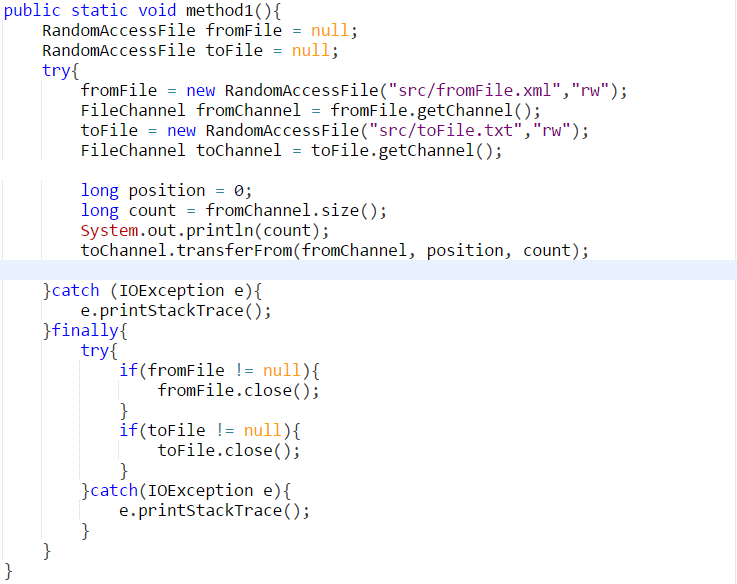 public static void method1(){
    RandomAccessFile fromFile = null;
    RandomAccessFile toFile = null;
    try{
        fromFile = new RandomAccessFile("src/fromFile.xml","rw");
        FileChannel fromChannel = fromFile.getChannel();
        toFile = new RandomAccessFile("src/toFile.txt","rw");
        FileChannel toChannel = toFile.getChannel();

        long position = 0;
        long count = fromChannel.size();
        System.out.println(count);
        toChannel.transferFrom(fromChannel, position, count);

    }catch (IOException e){
        e.printStackTrace();
    }finally{
        try{
            if(fromFile != null){
                fromFile.close();
            }
            if(toFile != null){
                toFile.close();
            }
        }catch(IOException e){
            e.printStackTrace();
        }
    }
}